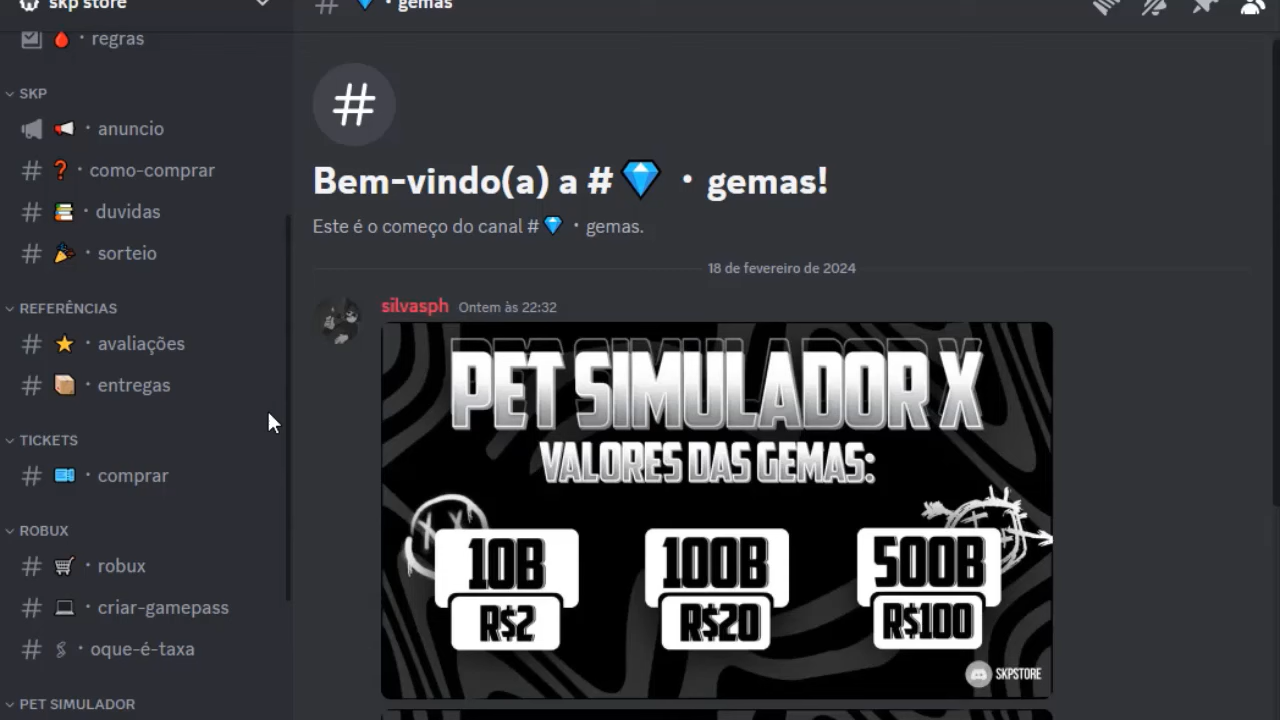 skp store
regras
SKP
anuncio
como-comprar
duvidas
sorteio
REFERÊNCIAS
avaliações
entregas
TICKETS
comprar
ROBUX
robux
criar-gamepass
oque-é-taxa
PET SIMULADOR
# 💎・gemas
Bem-vindo(a) a #💎・gemas!
Este é o começo do canal #💎・gemas.
18 de fevereiro de 2024
silvasph Ontem às 22:32
PET SIMULADOR X
VALORES DAS GEMAS:
10B
R$2
100B
R$20
500B
R$100
SKPSTORE